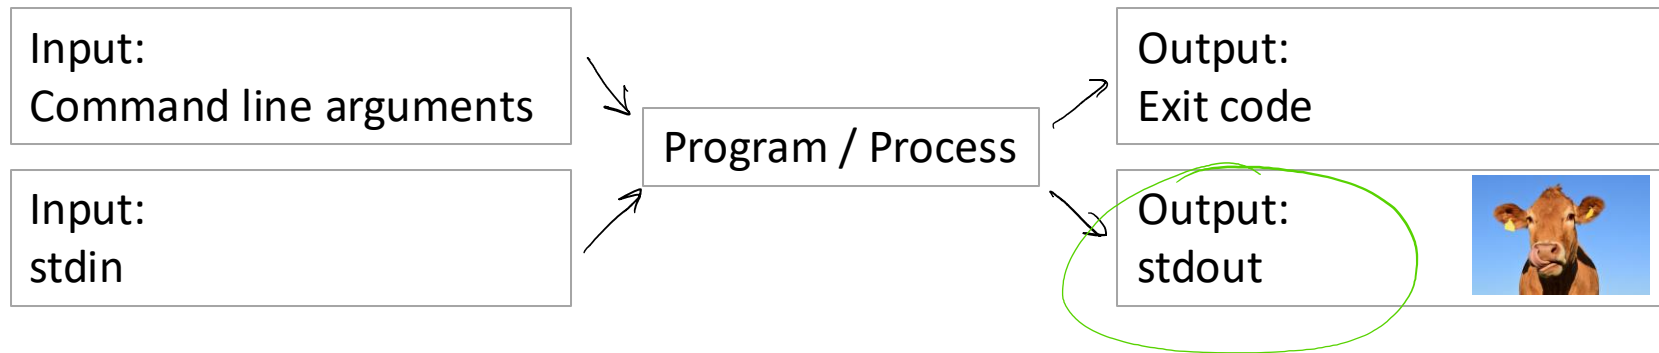 Input:
Command line arguments
Input:
stdin
Program / Process
Output:
Exit code
Output:
stdout